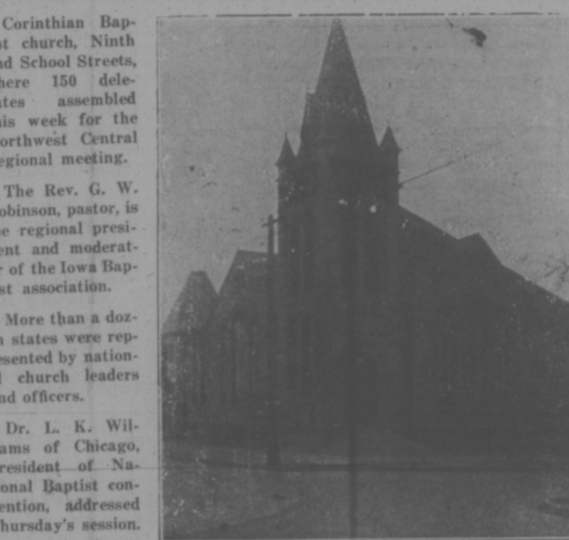 Corinthian Bap-
st church, Ninth
nd School Streets,
here 150 dele-
ates assembled
his week for the
orthwest Central
egional meeting.
The Rev. G. W.
obinson, pastor, is
e regional presi-
ent and moderat-
r of the Iowa Bap-
st association.
More than a doz-
n states were rep-
esented by nation-
l church leaders
nd officers.
Dr. L. K. Wil-
ams of Chicago,
resident of Na-
onal Baptist con-
ention, addressed
hursday's session.